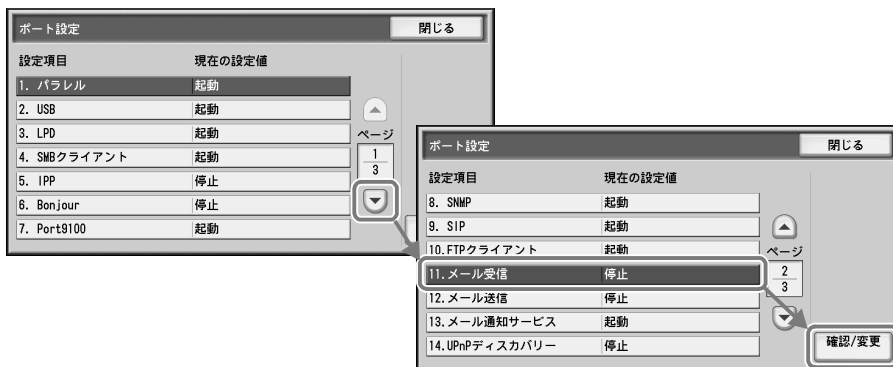 ポート設定 閉じる
設定項目 現在の設定値
1. パラレル 起動
2. USB 起動
3. LPD 起動
4. SMBクライアント 起動
5. IPP 停止
6. Bonjour 停止
7. Port9100 起動
ページ
1
3
ポート設定 閉じる
設定項目 現在の設定値
8. SNMP 起動
9. SIP 起動
10.FTPクライアント 起動
11.メール受信 停止
12.メール送信 停止
13.メール通知サービス 起動
14.UPnPディスカバリー 停止
ページ
2
3
確認/変更